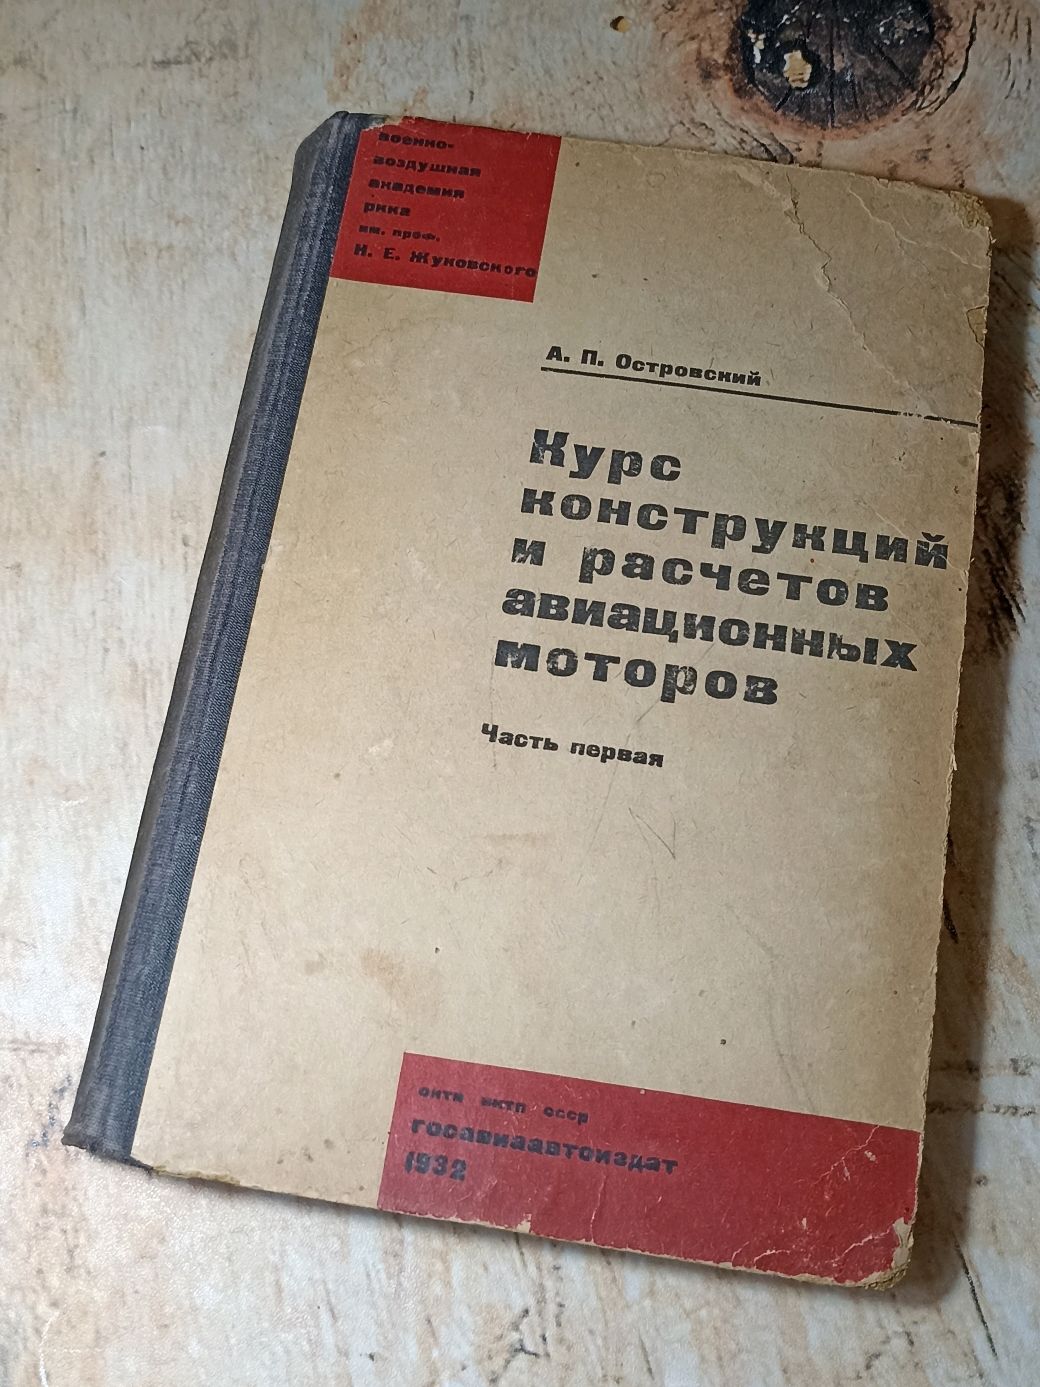 военно-
воздушная
академия
ркка
им. проф.
Н. Е. Жуковского
А. П. Островский
Курс
конструкций
и расчетов
авиационных
моторов
Часть первая
онти нктп ссср
госавиаавтоиздат
1932